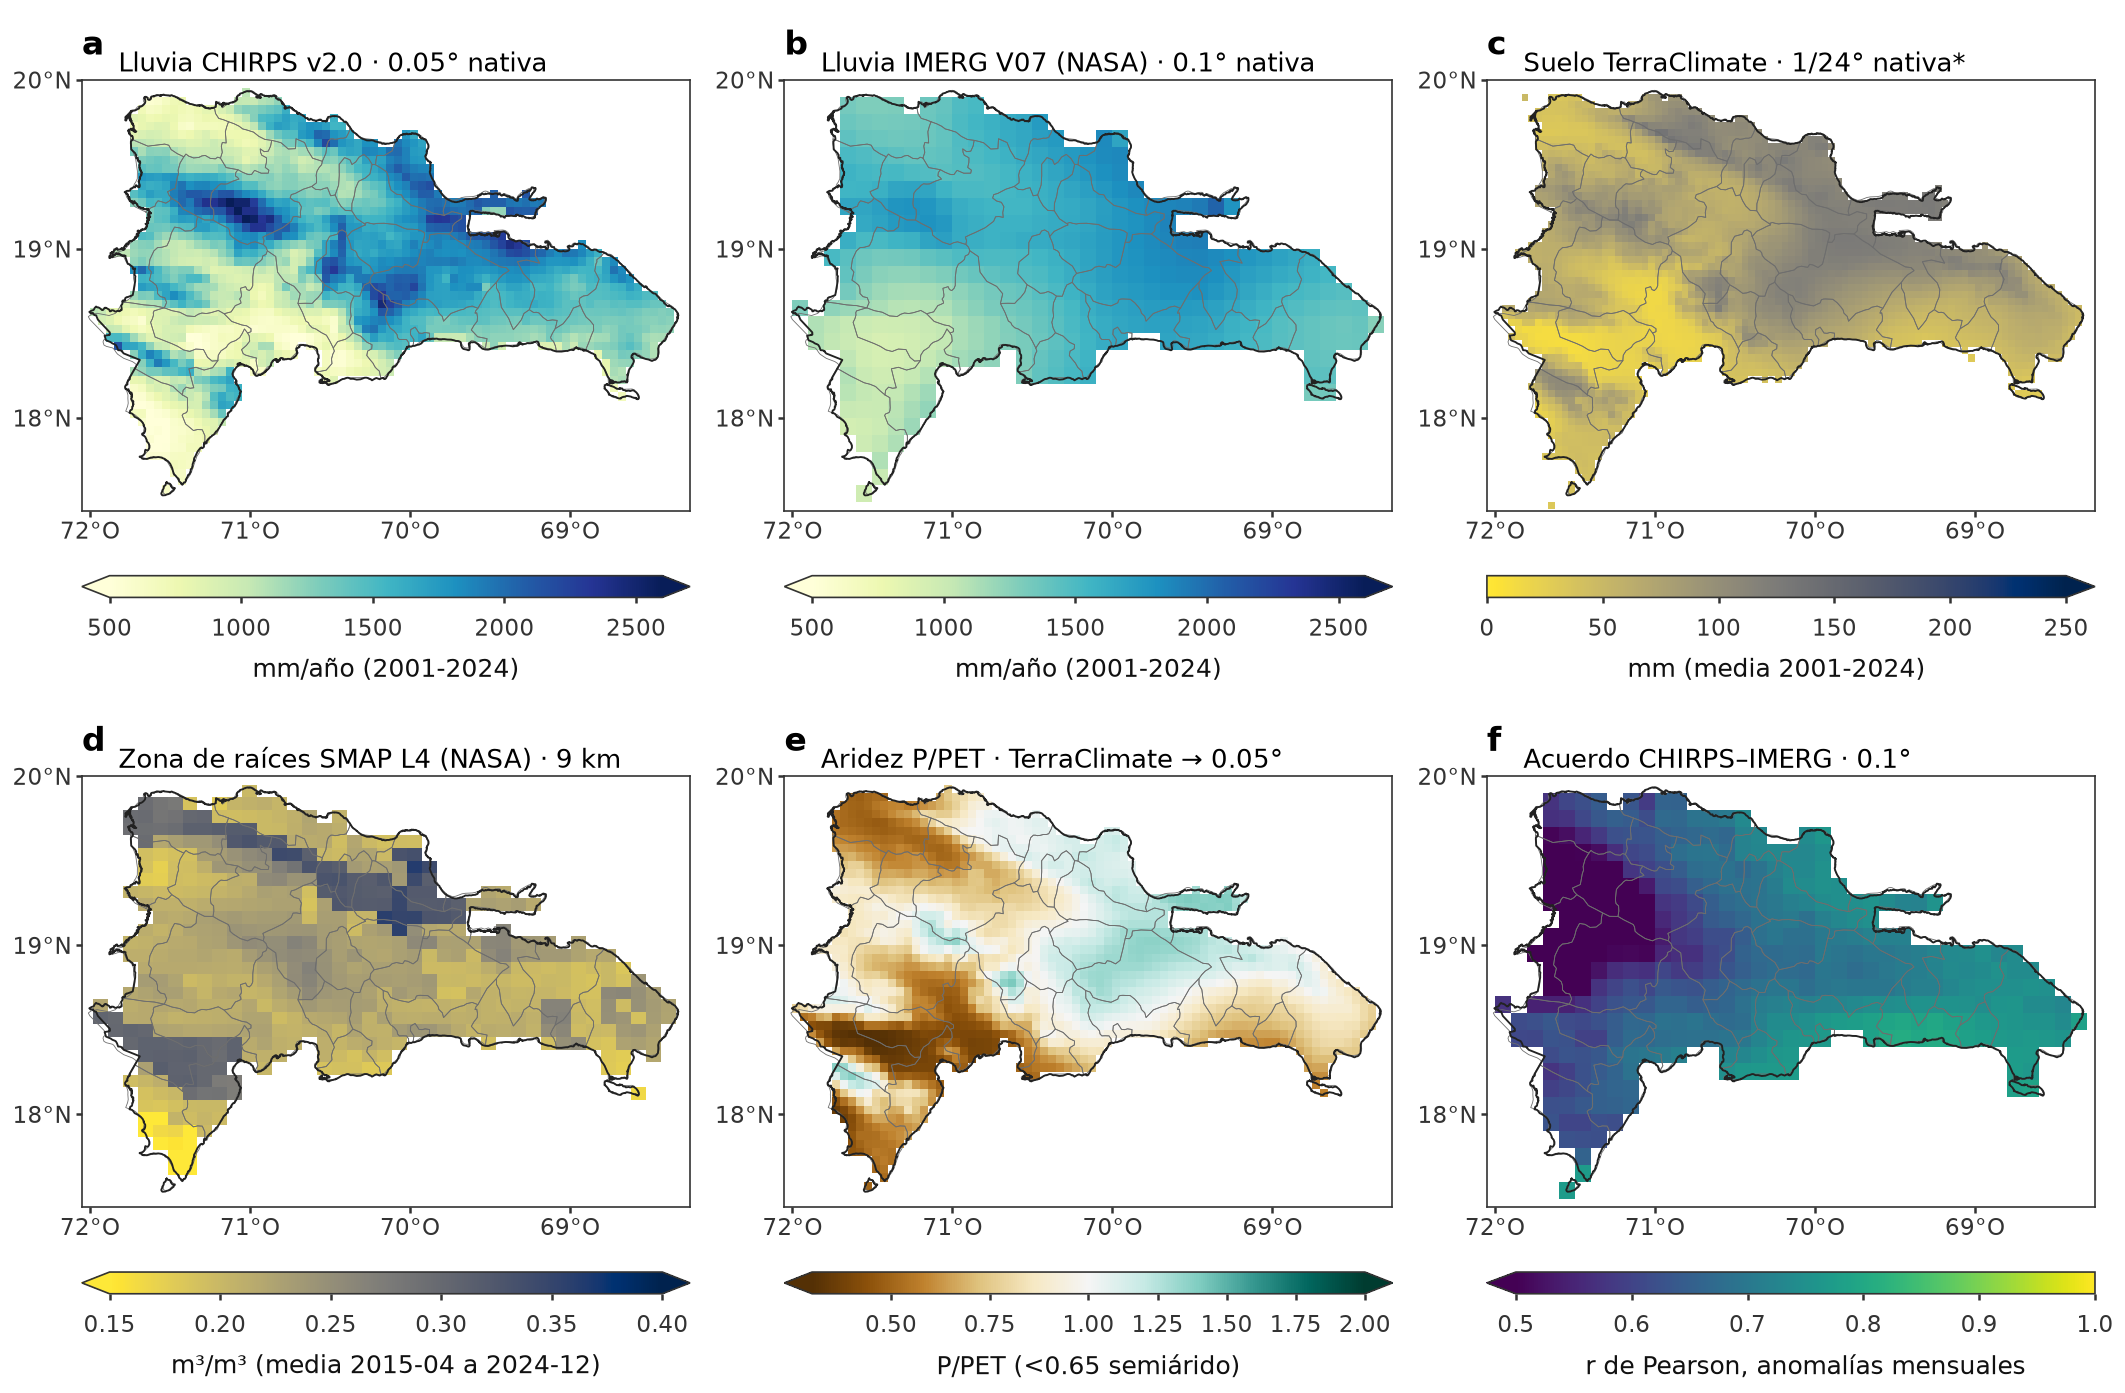 a Lluvia CHIRPS v2.0 · 0.05° nativa
20°N
19°N
18°N
72°O 71°O 70°O 69°O
500 1000 1500 2000 2500
mm/año (2001-2024)
b Lluvia IMERG V07 (NASA) · 0.1° nativa
20°N
19°N
18°N
72°O 71°O 70°O 69°O
500 1000 1500 2000 2500
mm/año (2001-2024)
c Suelo TerraClimate · 1/24° nativa*
20°N
19°N
18°N
72°O 71°O 70°O 69°O
0 50 100 150 200 250
mm (media 2001-2024)
d Zona de raíces SMAP L4 (NASA) · 9 km
20°N
19°N
18°N
72°O 71°O 70°O 69°O
0.15 0.20 0.25 0.30 0.35 0.40
m³/m³ (media 2015-04 a 2024-12)
e Aridez P/PET · TerraClimate → 0.05°
20°N
19°N
18°N
72°O 71°O 70°O 69°O
0.50 0.75 1.00 1.25 1.50 1.75 2.00
P/PET (<0.65 semiárido)
f Acuerdo CHIRPS–IMERG · 0.1°
20°N
19°N
18°N
72°O 71°O 70°O 69°O
0.5 0.6 0.7 0.8 0.9 1.0
r de Pearson, anomalías mensuales